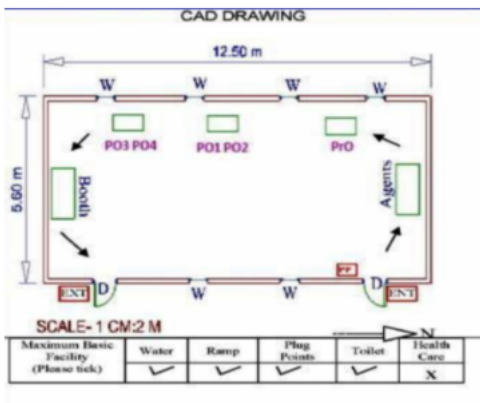 CAD DRAWING
12.50 m
W W W W
PO3 PO4 PO1 PO2 PrO
5.60 m
Booth
Agents
PP
D D
EXT W W ENT
SCALE- 1 CM:2 M
N
Maximum Basic Facility (Please tick) Water Ramp Plug Points Toilet Health Care
✓ ✓ ✓ ✓ X